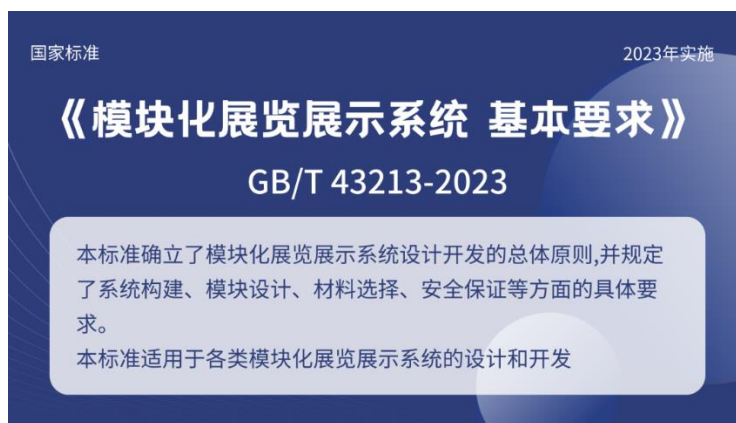 国家标准
2023年实施
《模块化展览展示系统 基本要求》
GB/T 43213-2023
本标准确立了模块化展览展示系统设计开发的总体原则,并规定
了系统构建、模块设计、材料选择、安全保证等方面的具体要
求。
本标准适用于各类模块化展览展示系统的设计和开发